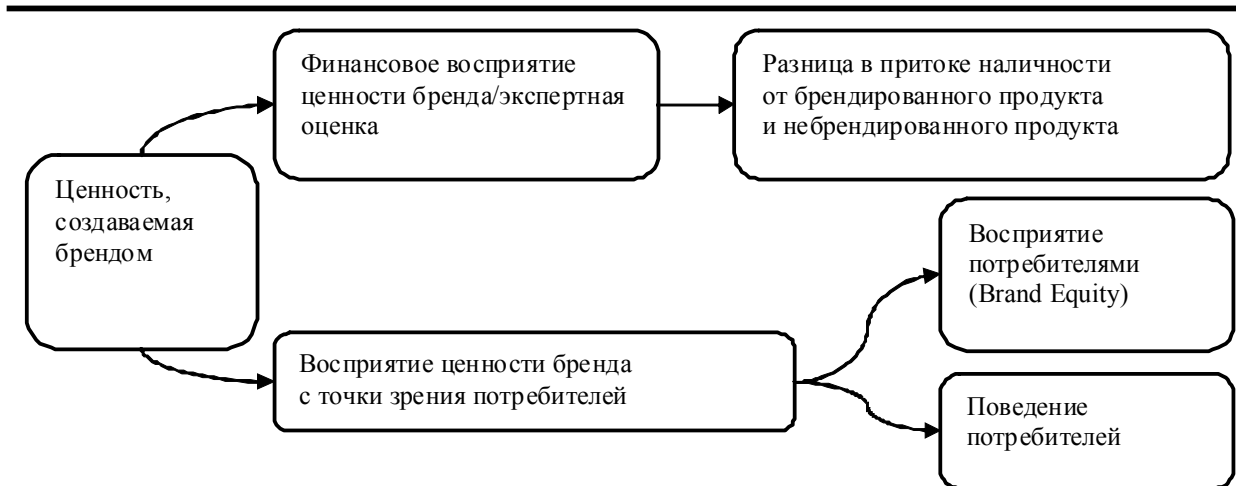 Финансовое восприятие
ценности бренда/экспертная
оценка
Разница в притоке наличности
от брендированного продукта
и небрендированного продукта
Ценность,
создаваемая
брендом
Восприятие
потребителями
(Brand Equity)
Восприятие ценности бренда
с точки зрения потребителей
Поведение
потребителей